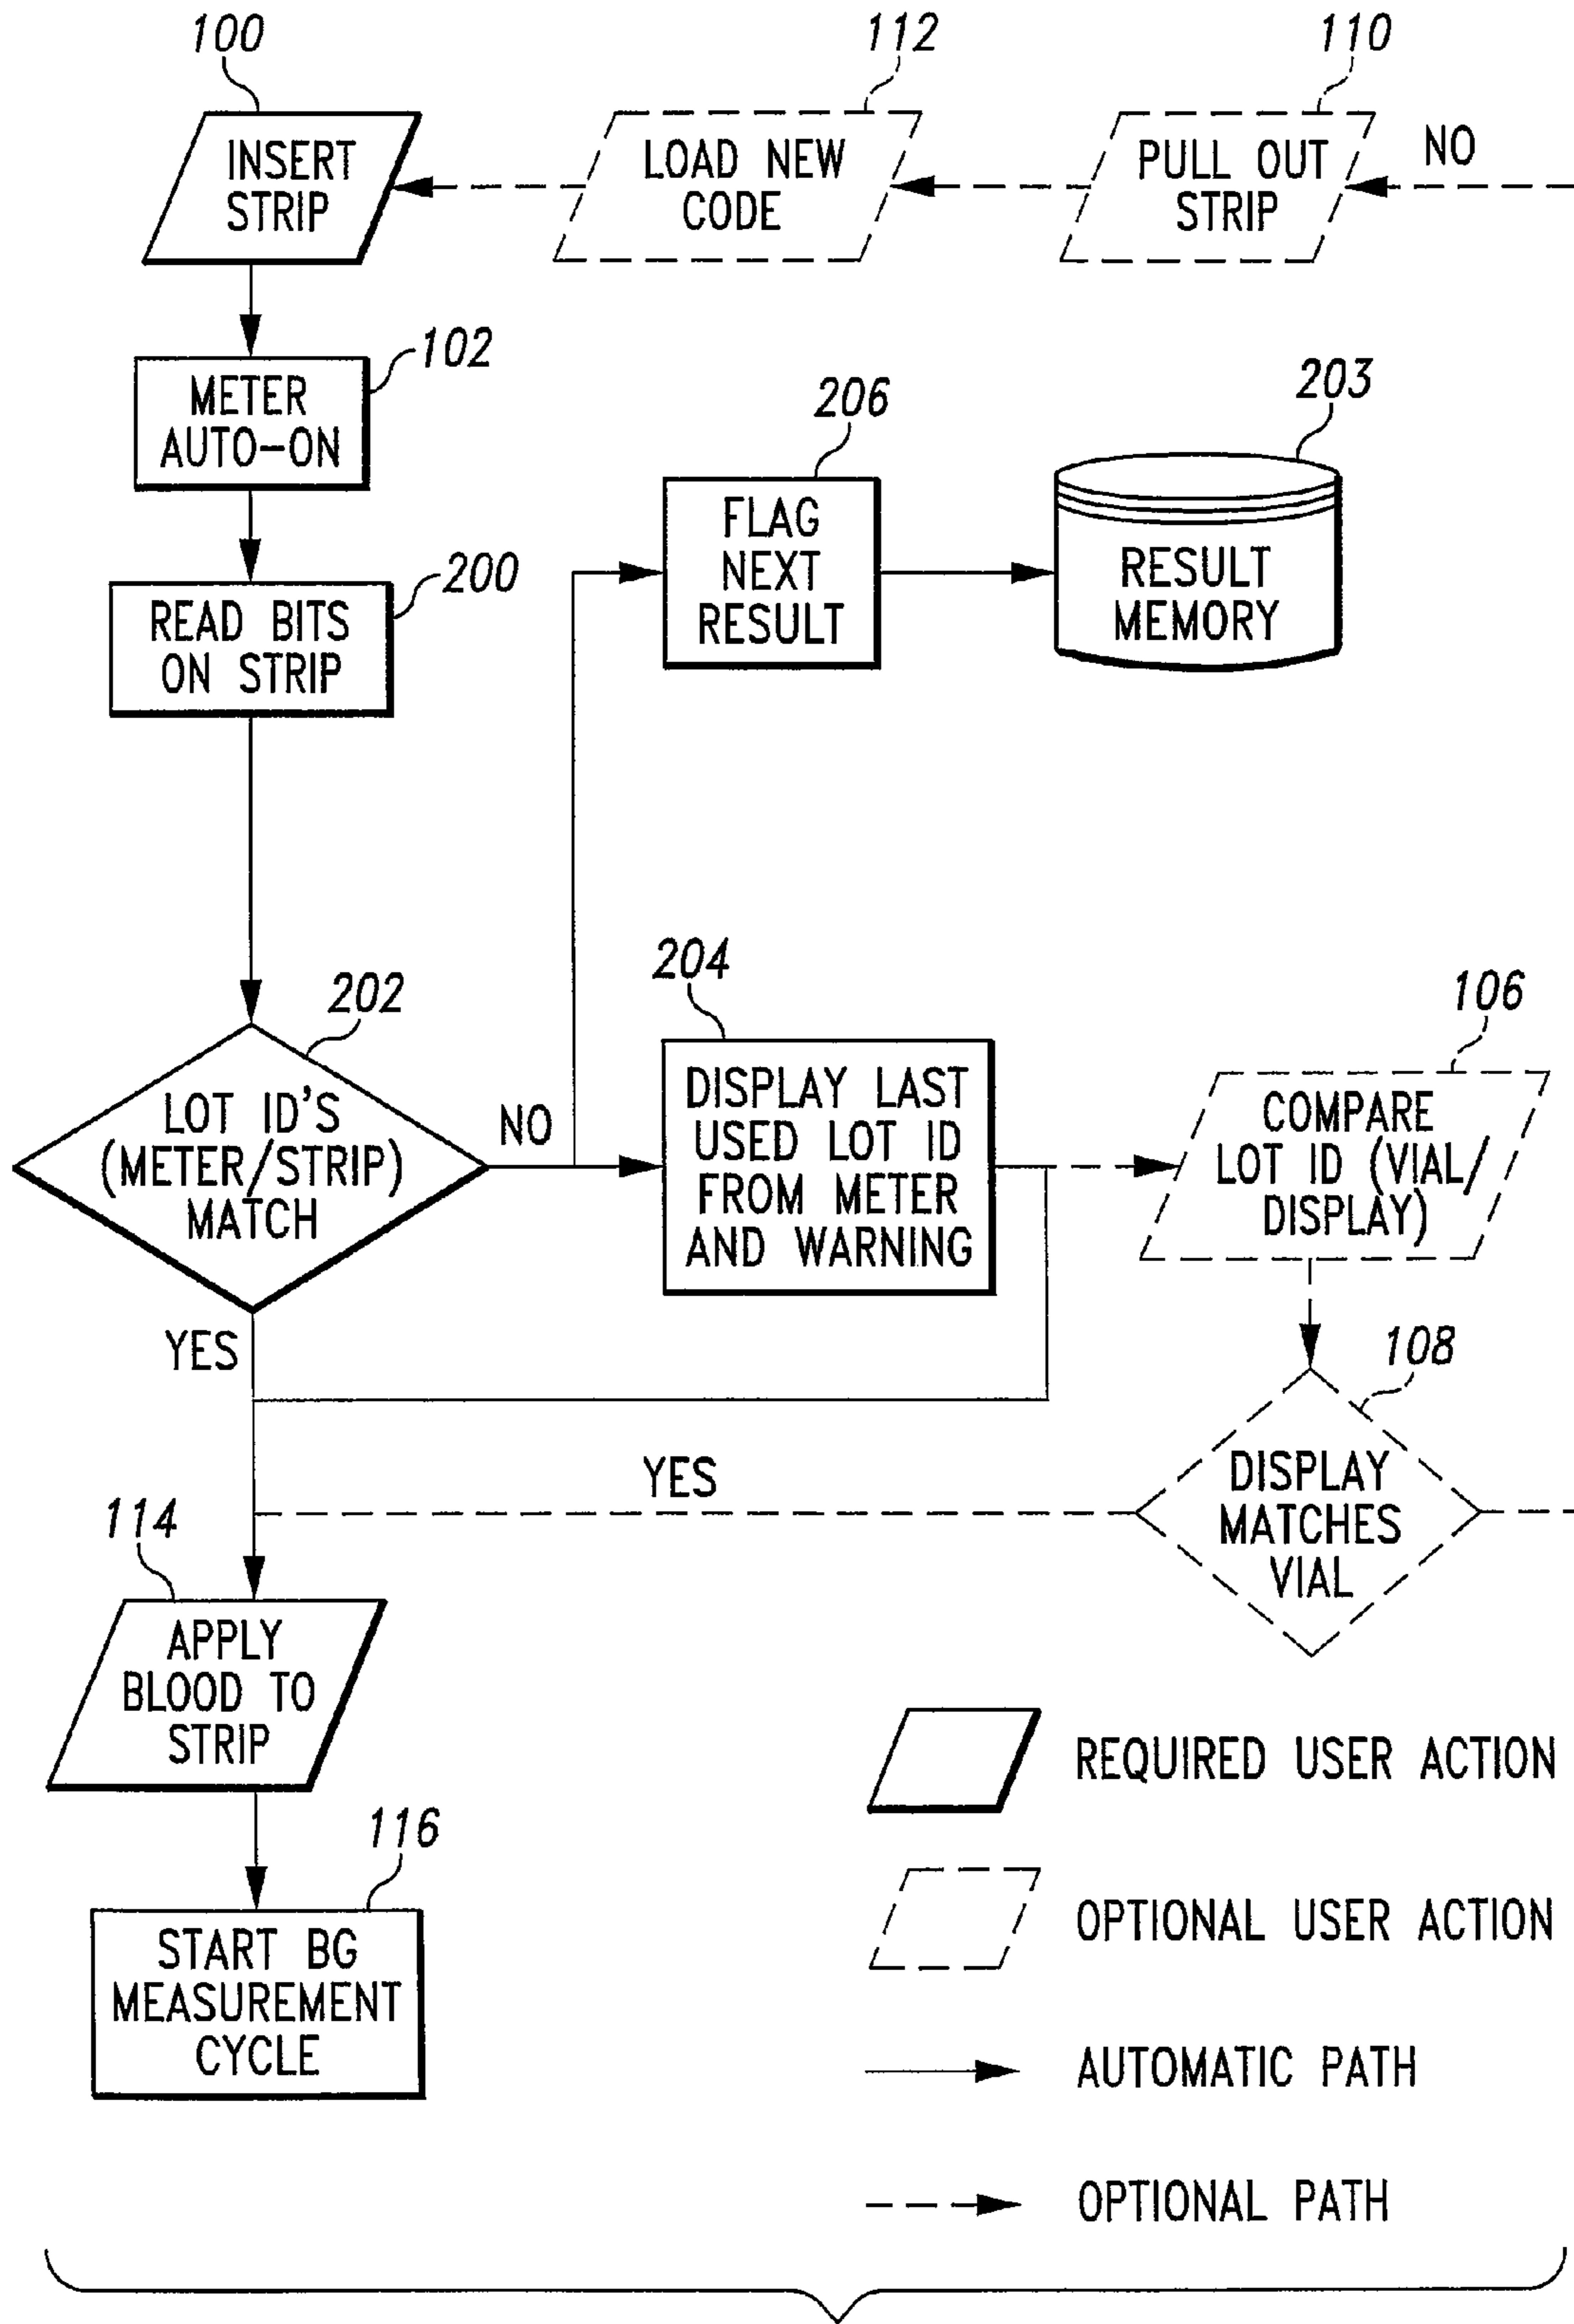 100
112
110
INSERT
STRIP
LOAD NEW
CODE
PULL OUT
STRIP
NO
102
METER
AUTO-ON
206
203
FLAG
NEXT
RESULT
RESULT
MEMORY
200
READ BITS
ON STRIP
202
LOT ID'S
(METER/STRIP)
MATCH
NO
204
DISPLAY LAST
USED LOT ID
FROM METER
AND WARNING
106
COMPARE
LOT ID (VIAL/
DISPLAY)
YES
108
DISPLAY
MATCHES
VIAL
YES
114
APPLY
BLOOD TO
STRIP
116
START BG
MEASUREMENT
CYCLE
REQUIRED USER ACTION
OPTIONAL USER ACTION
AUTOMATIC PATH
OPTIONAL PATH